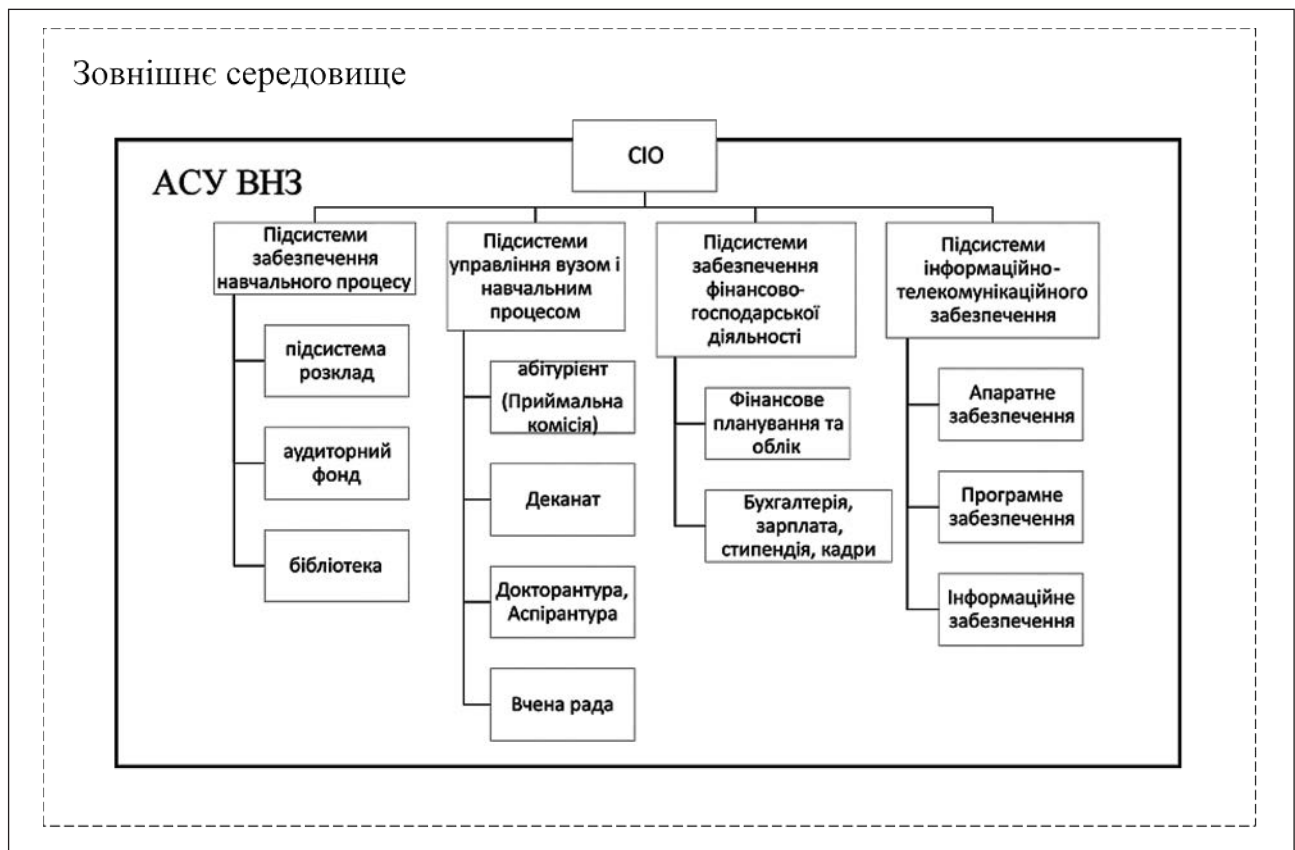 Зовнішнє середовище
СІО
АСУ ВНЗ
Підсистеми
забезпечення
навчального процесу
підсистема
розклад
аудиторний
фонд
бібліотека
Підсистеми
управління вузом і
навчальним
процесом
абітурієнт
(Приймальна
комісія)
Деканат
Докторантура,
Аспірантура
Вчена рада
Підсистеми
забезпечення
фінансово-
господарської
діяльності
Фінансове
планування та
облік
Бухгалтерія,
зарплата,
стипендія, кадри
Підсистеми
інформаційно-
телекомунікаційного
забезпечення
Апаратне
забезпечення
Програмне
забезпечення
Інформаційне
забезпечення